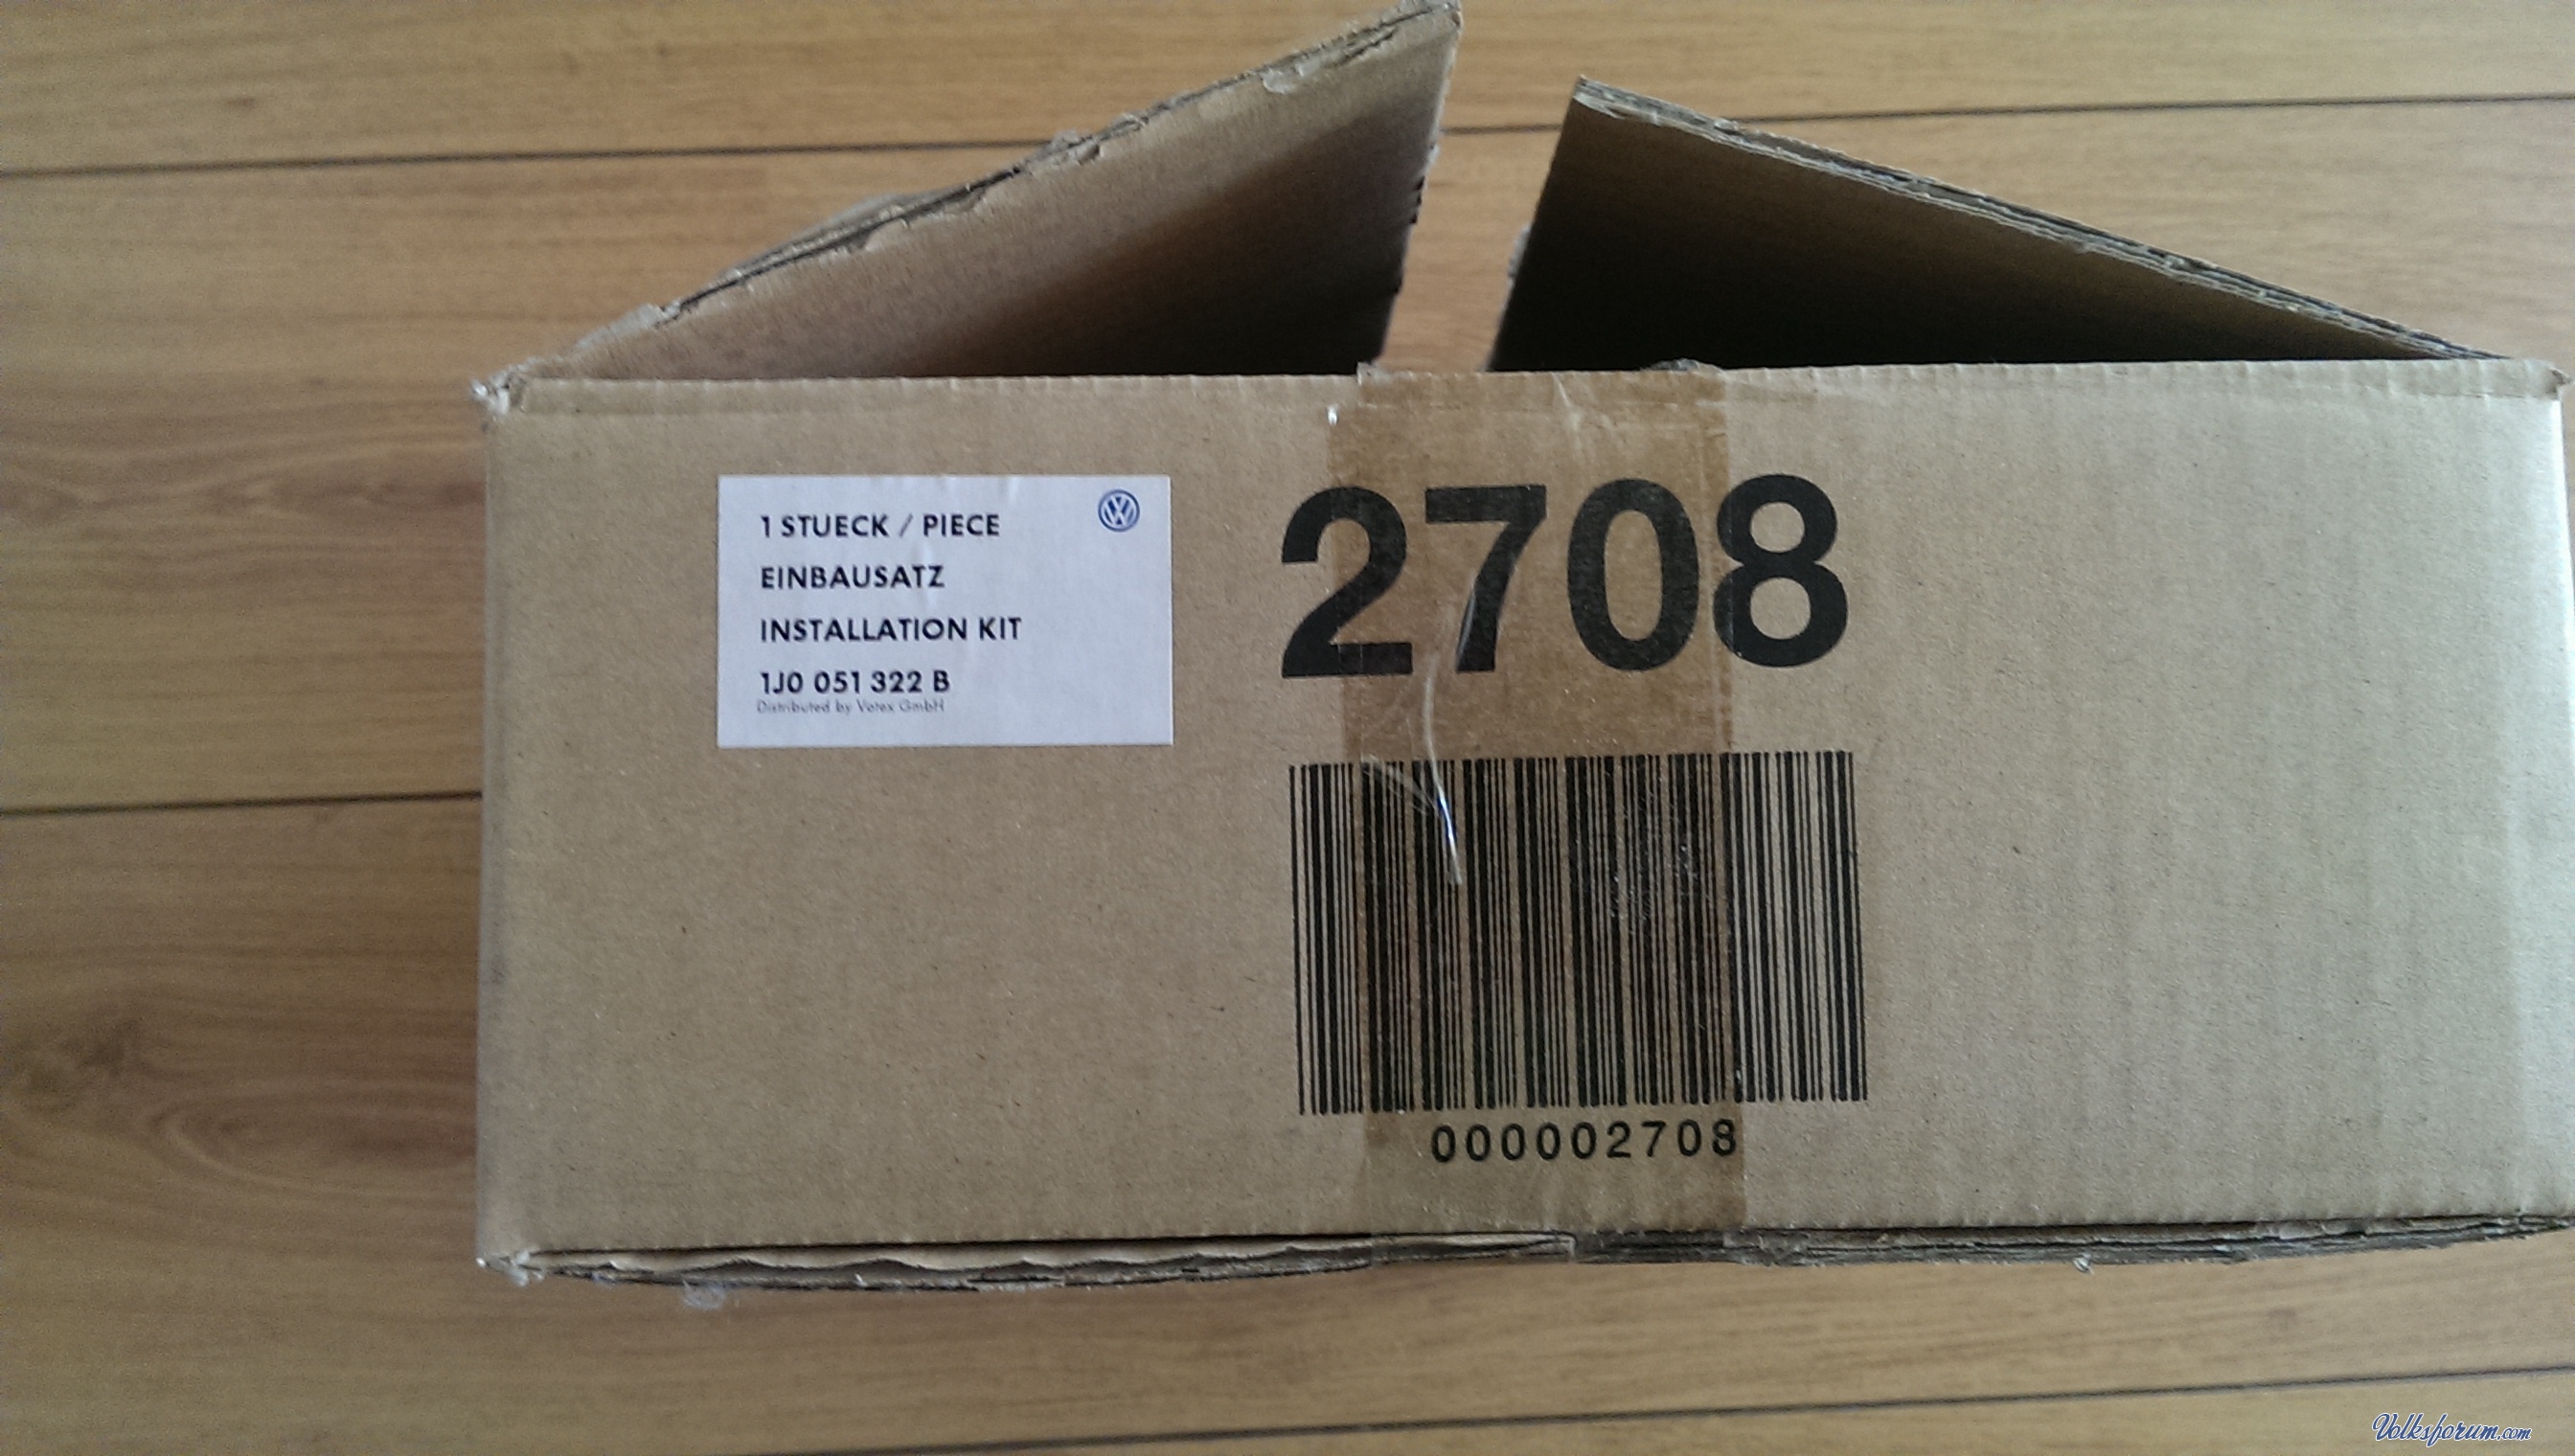 1 STUECK / PIECE
EINBAUSATZ
INSTALLATION KIT
1J0 051 322 B
Distributed by Votex GmbH
2708
000002708
Volksforum.com